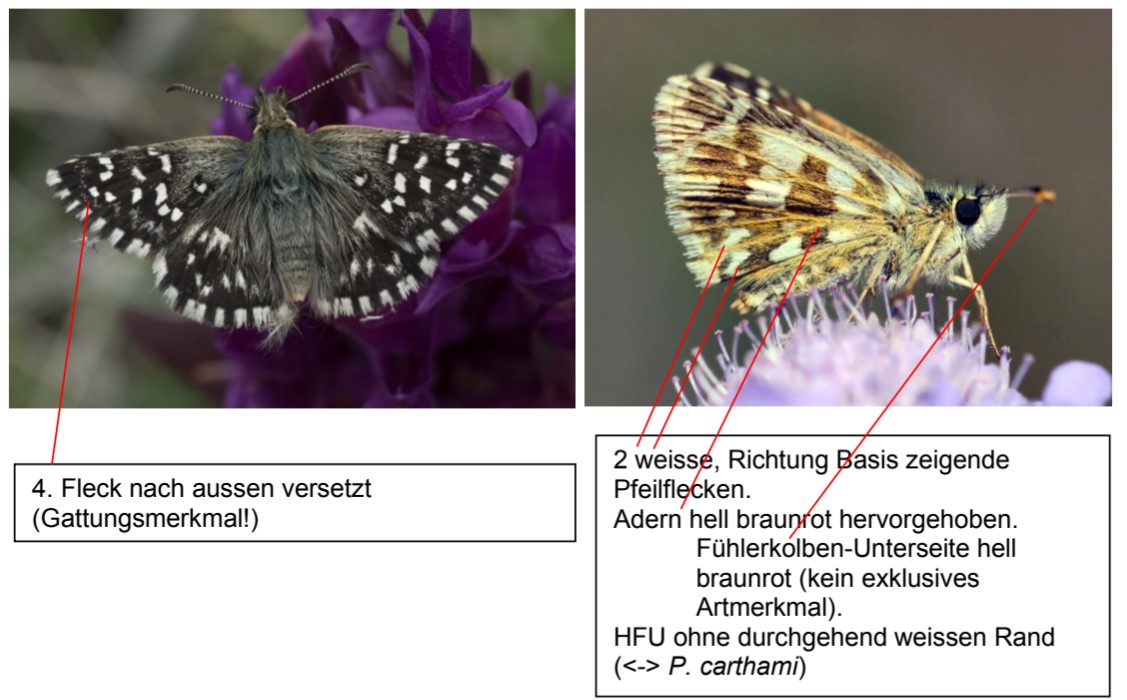 4. Fleck nach aussen versetzt
(Gattungsmerkmal!)
2 weisse, Richtung Basis zeigende
Pfeilflecken.
Adern hell braunrot hervorgehoben.
Fühlerkolben-Unterseite hell
braunrot (kein exklusives
Artmerkmal).
HFU ohne durchgehend weissen Rand
(<-> P. carthami)